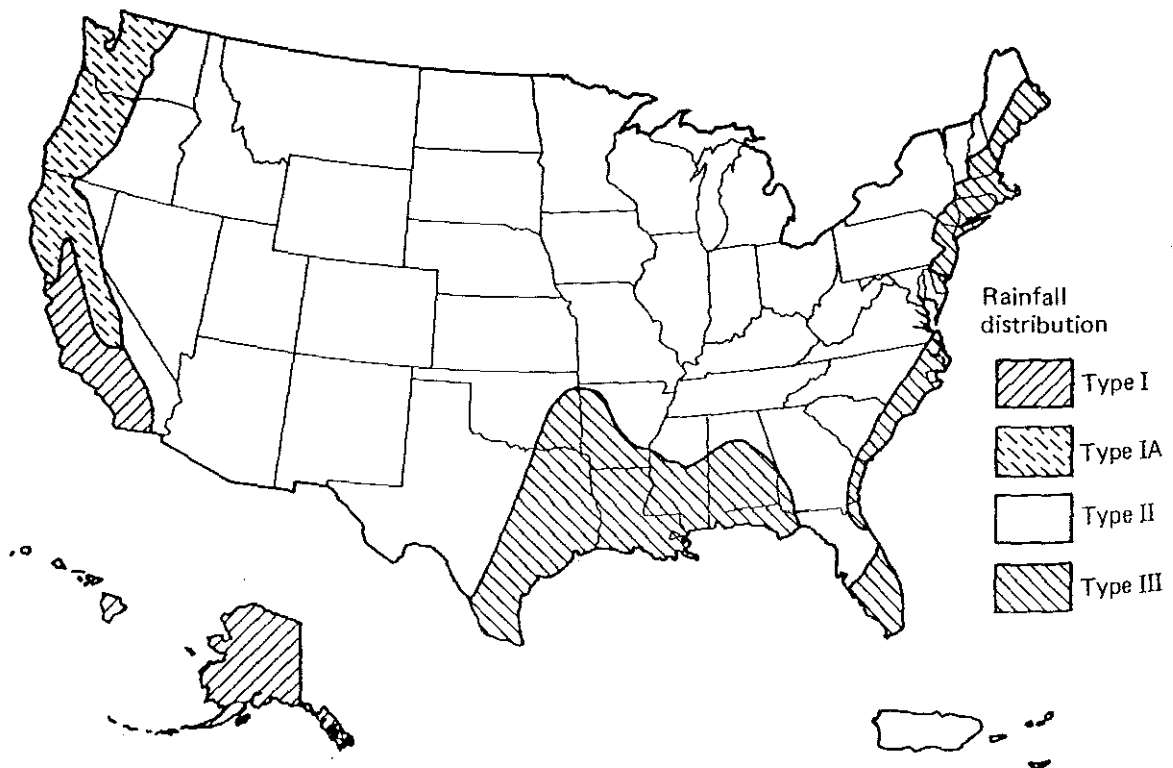 Rainfall
distribution
Type I
Type IA
Type II
Type III